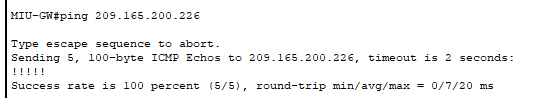 MIU-GW#ping 209.165.200.226
Type escape sequence to abort.
Sending 5, 100-byte ICMP Echos to 209.165.200.226, timeout is 2 seconds:
!!!!!
Success rate is 100 percent (5/5), round-trip min/avg/max = 0/7/20 ms